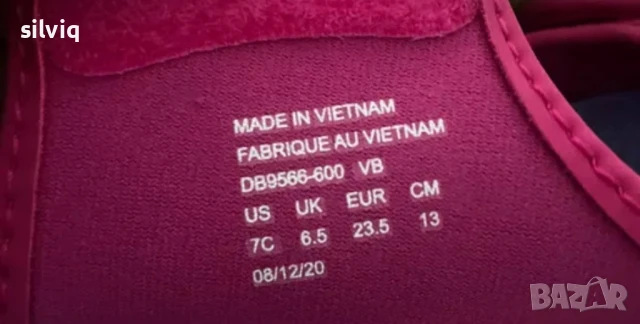 silviq
MADE IN VIETNAM
FABRIQUE AU VIETNAM
DB9566-600 VB
US UK EUR CM
7C 6.5 23.5 13
08/12/20
BAZAR